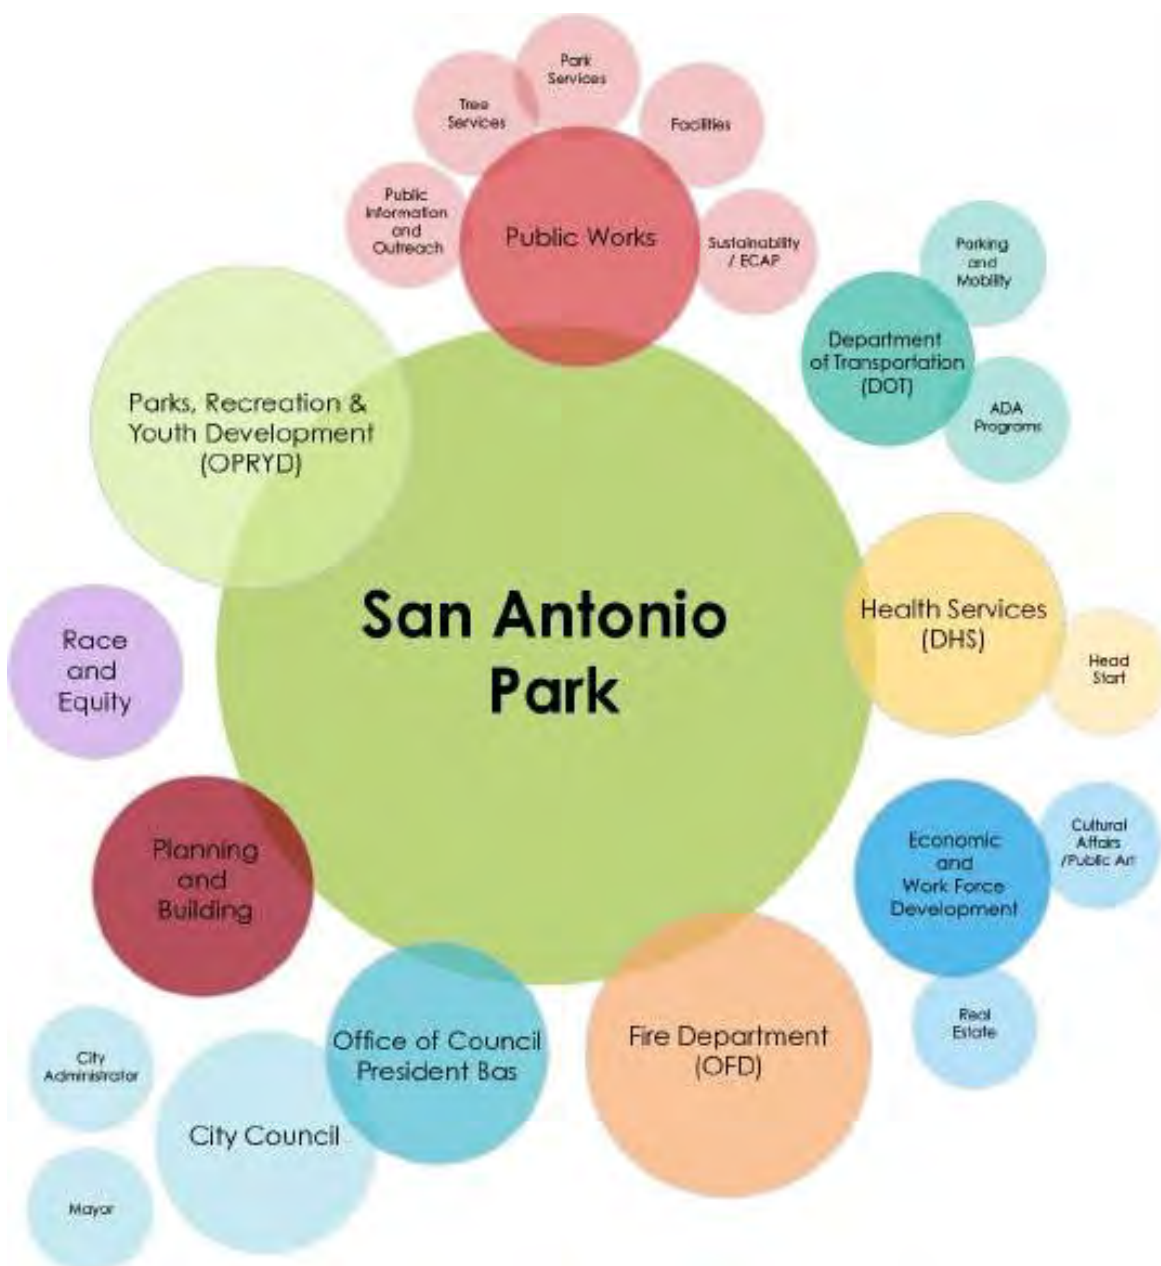 Park
Services
Tree
Services
Facilities
Public
Information
and
Outreach
Public Works
Sustainability
/ ECAP
Parking
and
Mobility
Department
of Transportation
(DOT)
ADA
Programs
Parks, Recreation &
Youth Development
(OPRYD)
San Antonio
Park
Health Services
(DHS)
Head
Start
Race
and
Equity
Planning
and
Building
Economic
and
Work Force
Development
Cultural
Affairs
/Public Art
Real
Estate
Office of Council
President Bas
Fire Department
(OFD)
City
Administrator
City Council
Mayor